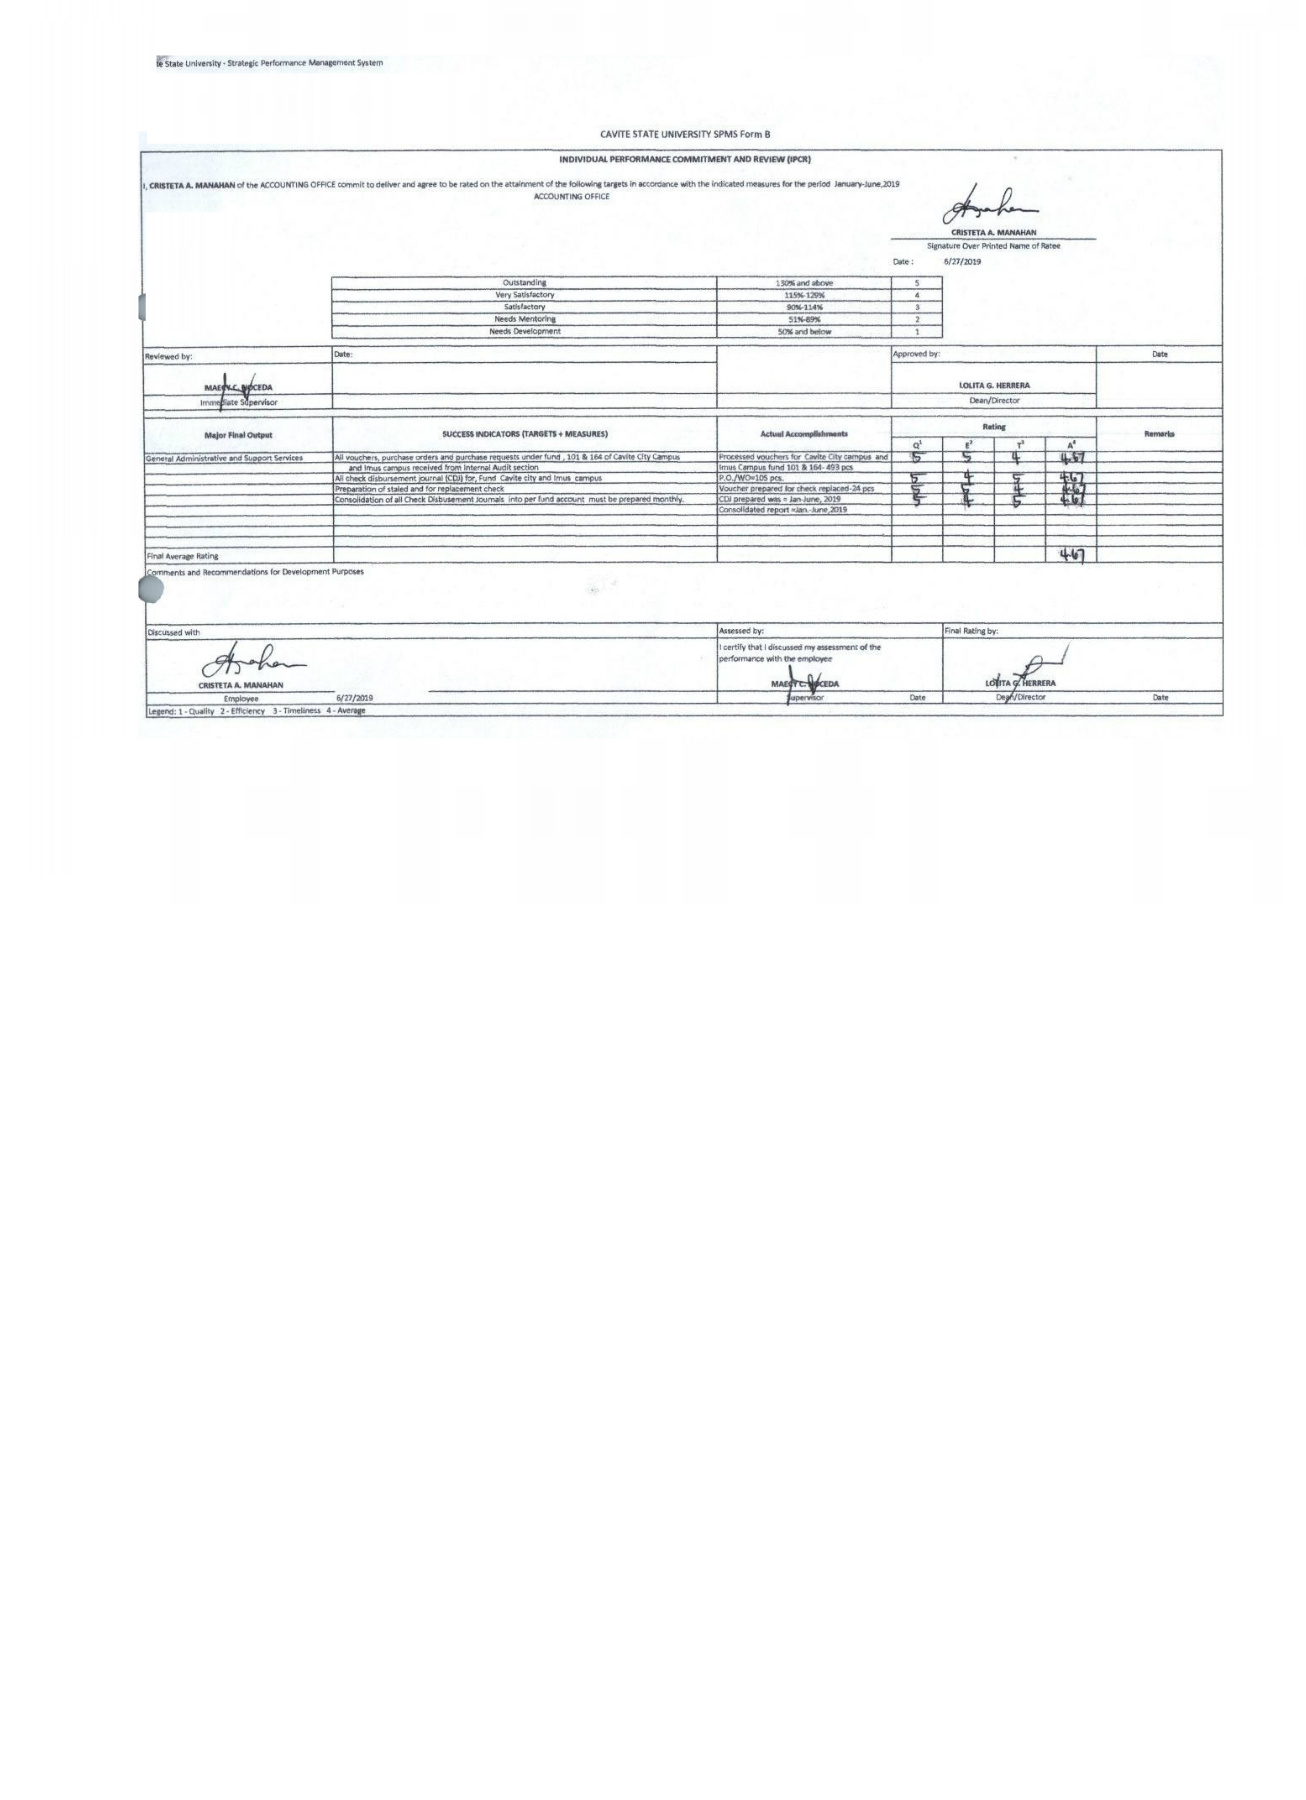 te State University - Strategic Performance Management System
CAVITE STATE UNIVERSITY SPMS Form B
INDIVIDUAL PERFORMANCE COMMITMENT AND REVIEW (IPCR)
I, CRISTETA A. MANAHAN of the ACCOUNTING OFFICE commit to deliver and agree to be rated on the attainment of the following targets in accordance with the indicated measures for the period January-June,2019
ACCOUNTING OFFICE
CRISTETA A. MANAHAN
Signature Over Printed Name of Ratee
Date : 6/27/2019
Outstanding 130% and above 5
Very Satisfactory 115%-129% 4
Satisfactory 90%-114% 3
Needs Mentoring 51%-89% 2
Needs Development 50% and below 1
Reviewed by: Date: Approved by: Date
LOLITA G. HERRERA
Immediate Supervisor Dean/Director
Major Final Output SUCCESS INDICATORS (TARGETS + MEASURES) Actual Accomplishments Rating Remarks
Q¹ E² T³ A⁴
General Administrative and Support Services All vouchers, purchase orders and purchase requests under fund , 101 & 164 of Cavite City Campus Processed vouchers for Cavite City campus and 5 5 4 4.67
and Imus campus received from Internal Audit section Imus Campus fund 101 & 164- 493 pcs
All check disbursement journal (CDJ) for, Fund Cavite city and Imus campus P.O./WO=105 pcs. 5 4 5 4.67
Preparation of staled and for replacement check Voucher prepared for check replaced-24 pcs 5 5 4 4.67
Consolidation of all Check Disbusement Journals into per fund account must be prepared monthly. CDJ prepared was = Jan-June, 2019 5 4 5 4.67
Consolidated report =Jan.-June,2019
Final Average Rating 4.67
Comments and Recommendations for Development Purposes
Discussed with Assessed by: Final Rating by:
I certify that I discussed my assessment of the
performance with the employee
CRISTETA A. MANAHAN LOLITA G. HERRERA
Employee 6/27/2019 Supervisor Date Dean/Director Date
Legend: 1 - Quality 2 - Efficiency 3 - Timeliness 4 - Average